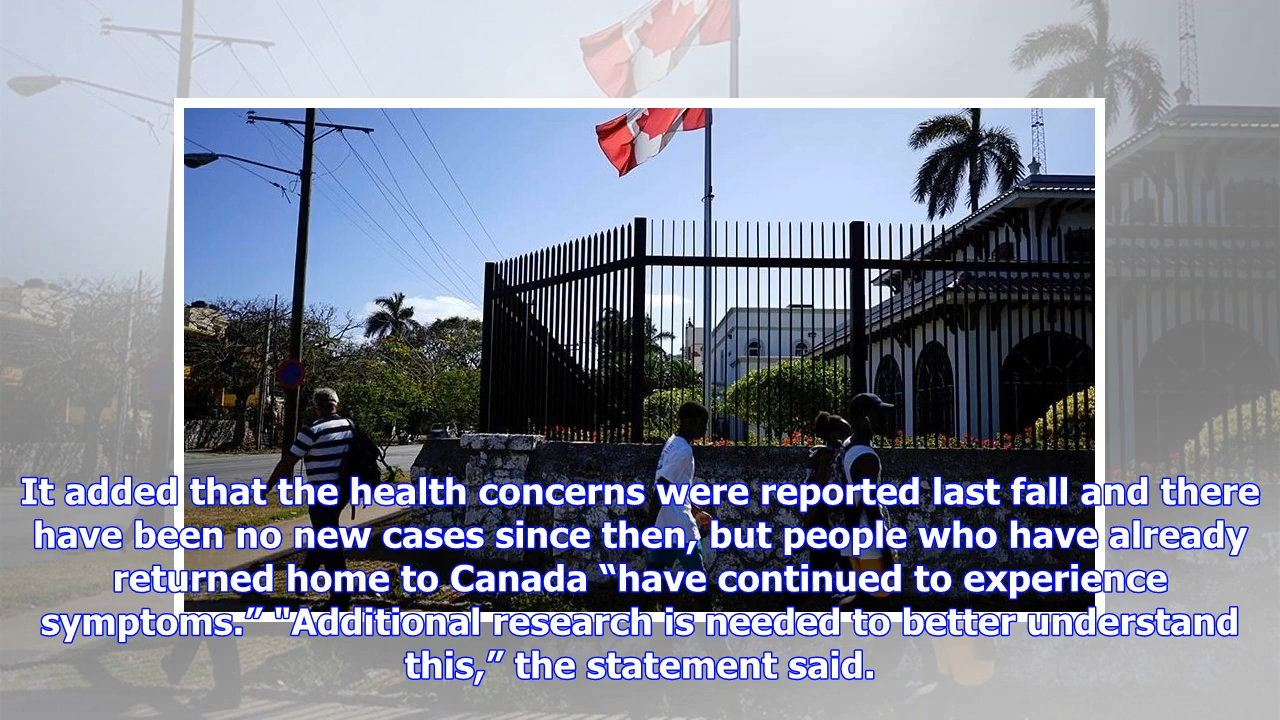 It added that the health concerns were reported last fall and there
have been no new cases since then, but people who have already
returned home to Canada “have continued to experience
symptoms.” "Additional research is needed to better understand
this,” the statement said.